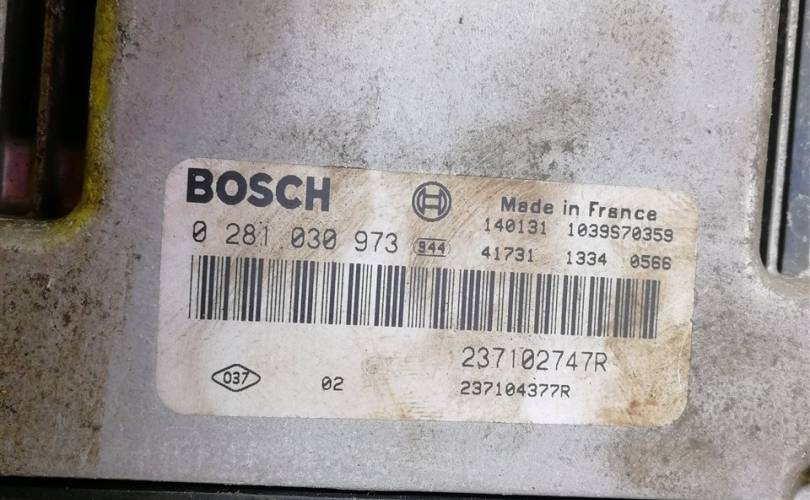 BOSCH
Made in France
140131 1039S70359
0 281 030 973 944
41731 1334 0566
237102747R
037 02 237104377R